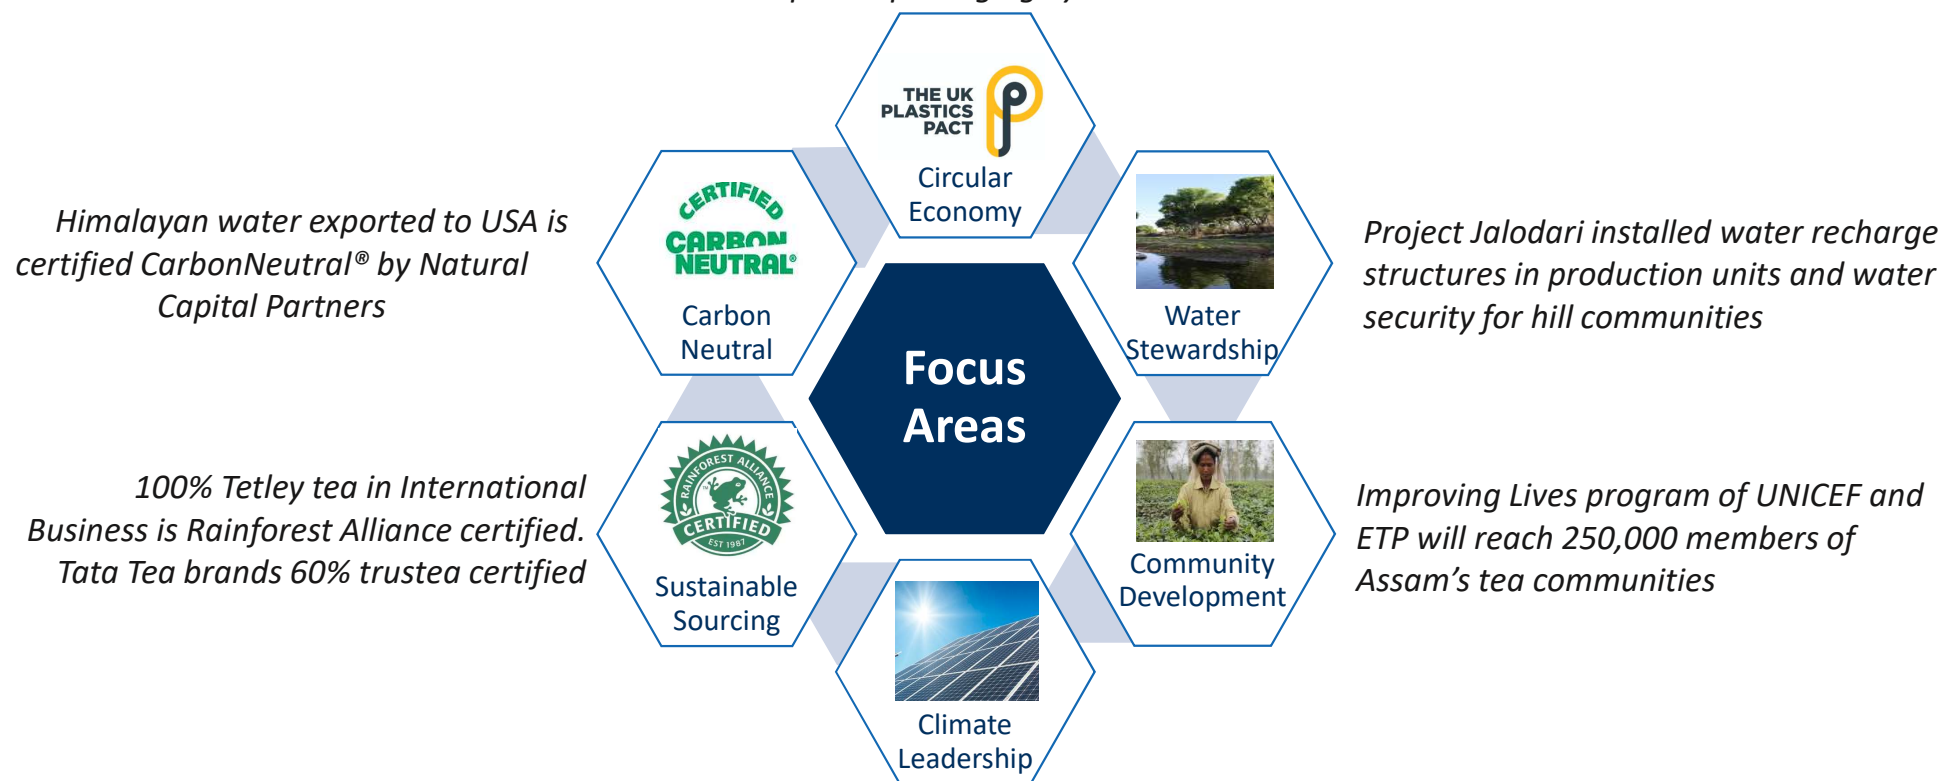 THE UK
PLASTICS
PACT
Circular
Economy
CERTIFIED
CARBON
NEUTRAL®
Carbon
Neutral
Himalayan water exported to USA is
certified CarbonNeutral® by Natural
Capital Partners
Water
Stewardship
Project Jalodari installed water recharge
structures in production units and water
security for hill communities
Focus
Areas
100% Tetley tea in International
Business is Rainforest Alliance certified.
Tata Tea brands 60% trustea certified
RAINFOREST ALLIANCE
TM
CERTIFIED
EST 1987
Sustainable
Sourcing
Community
Development
Improving Lives program of UNICEF and
ETP will reach 250,000 members of
Assam's tea communities
Climate
Leadership